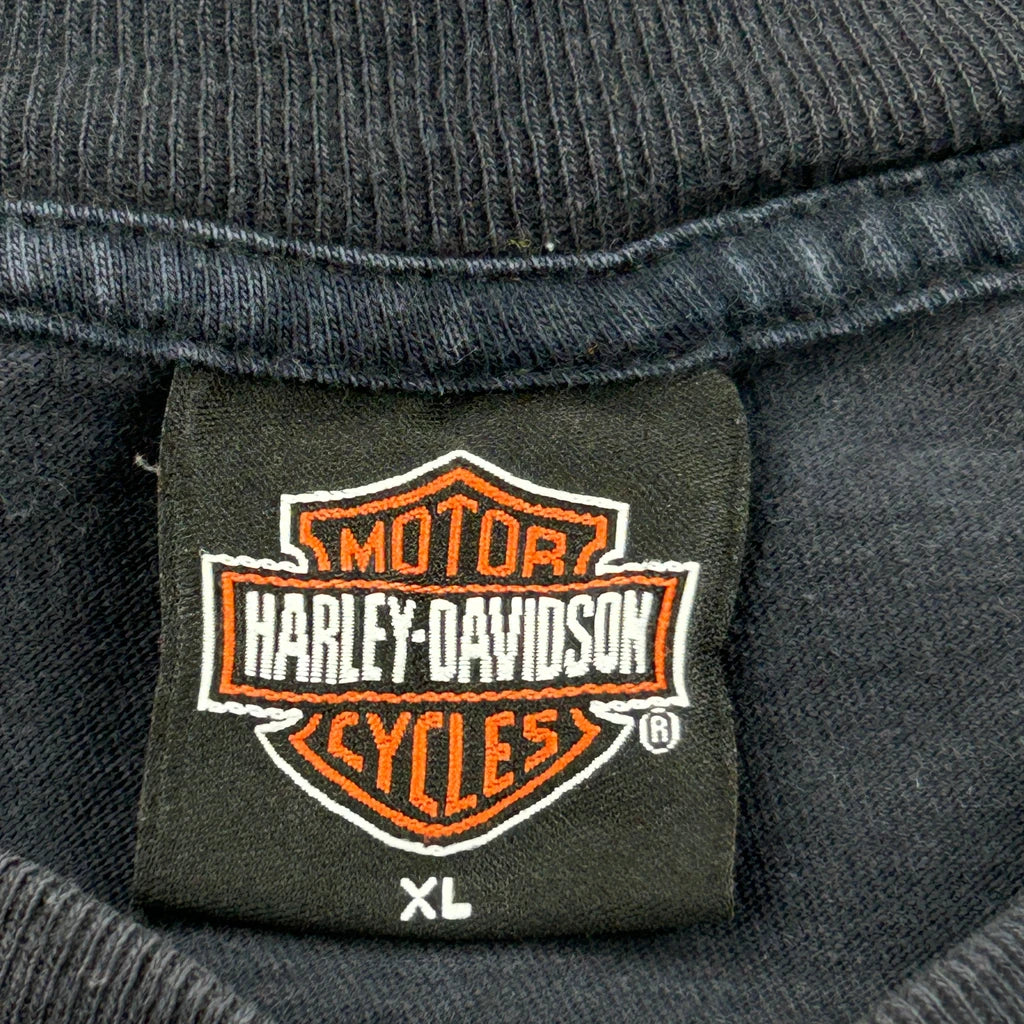 MOTOR
HARLEY-DAVIDSON
CYCLES
®
XL